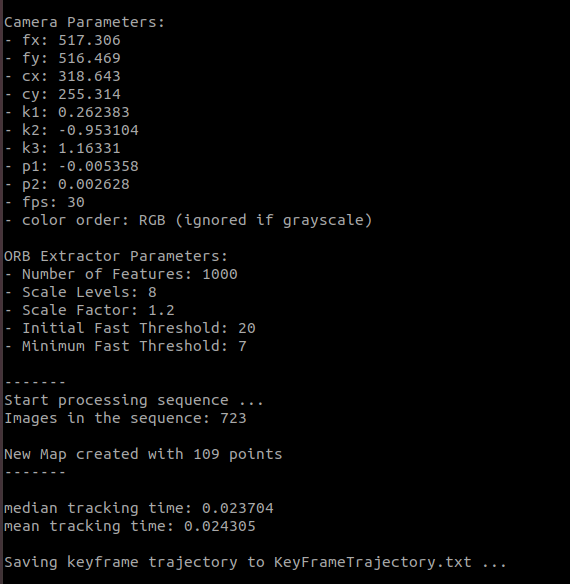 Camera Parameters:
- fx: 517.306
- fy: 516.469
- cx: 318.643
- cy: 255.314
- k1: 0.262383
- k2: -0.953104
- k3: 1.16331
- p1: -0.005358
- p2: 0.002628
- fps: 30
- color order: RGB (ignored if grayscale)

ORB Extractor Parameters:
- Number of Features: 1000
- Scale Levels: 8
- Scale Factor: 1.2
- Initial Fast Threshold: 20
- Minimum Fast Threshold: 7

-------
Start processing sequence ...
Images in the sequence: 723

New Map created with 109 points
-------

median tracking time: 0.023704
mean tracking time: 0.024305

Saving keyframe trajectory to KeyFrameTrajectory.txt ...